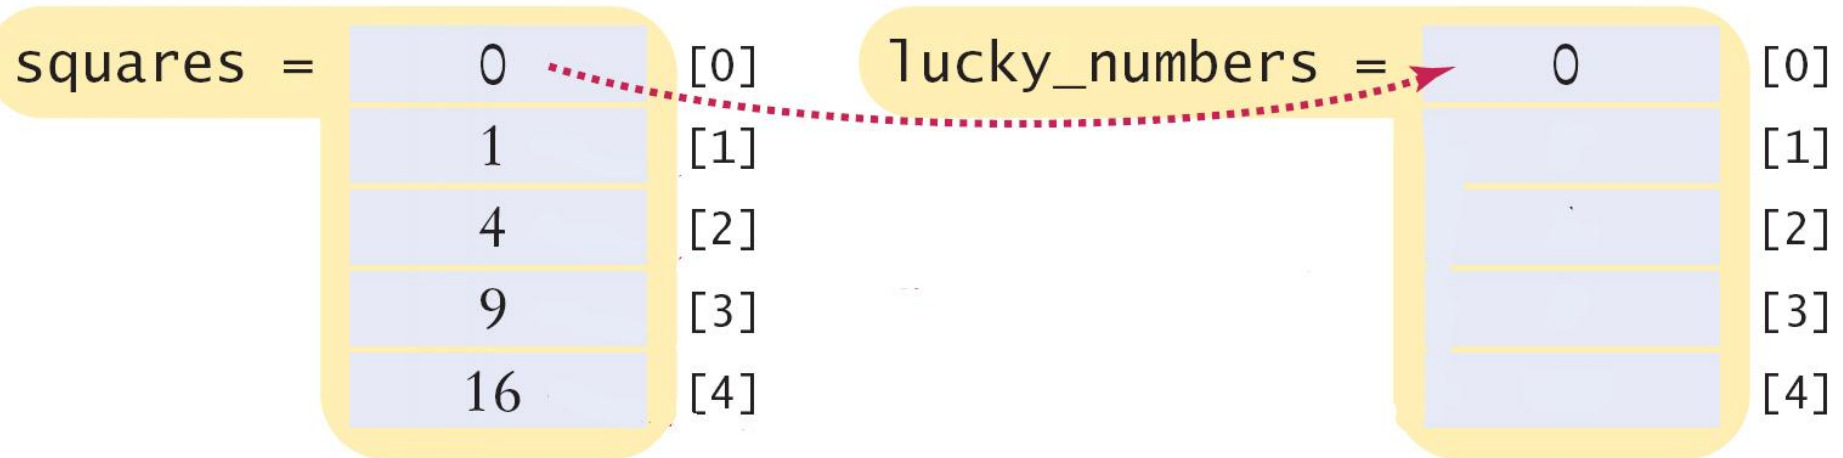 squares = 0 [0] lucky_numbers = 0 [0]
1 [1] [1]
4 [2] [2]
9 [3] [3]
16 [4] [4]